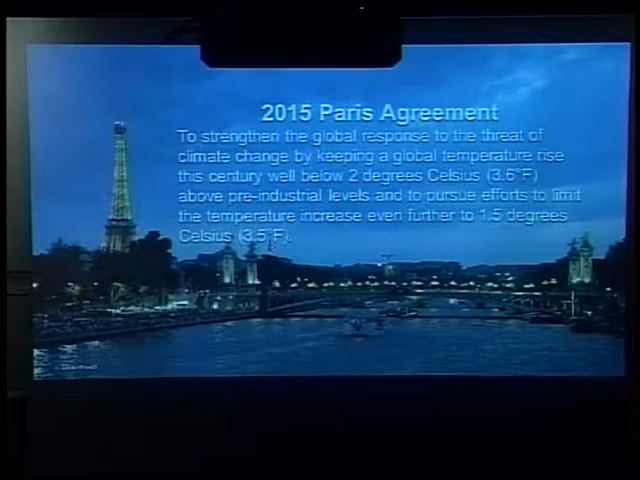 2015 Paris Agreement
To strengthen the global response to the threat of
climate change by keeping a global temperature rise
this century well below 2 degrees Celsius (3.6°F)
above pre-industrial levels and to pursue efforts to limit
the temperature increase even further to 1.5 degrees
Celsius (3.5°F).